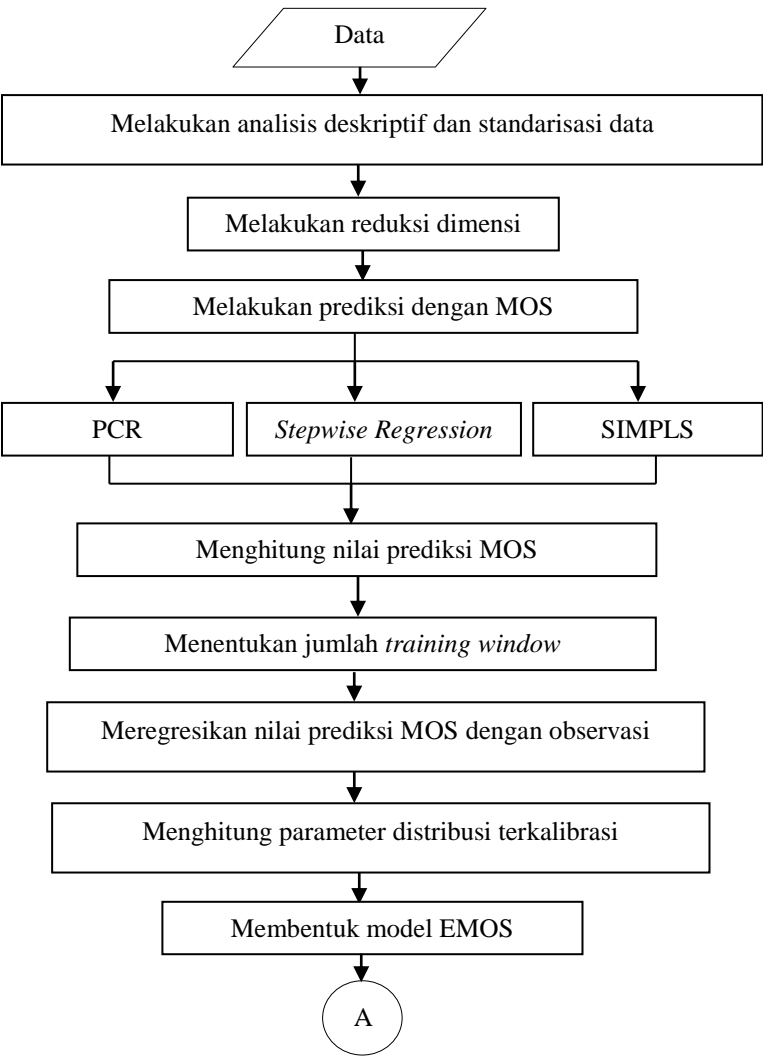 Data
Melakukan analisis deskriptif dan standarisasi data
Melakukan reduksi dimensi
Melakukan prediksi dengan MOS
PCR
Stepwise Regression
SIMPLS
Menghitung nilai prediksi MOS
Menentukan jumlah training window
Meregresikan nilai prediksi MOS dengan observasi
Menghitung parameter distribusi terkalibrasi
Membentuk model EMOS
A